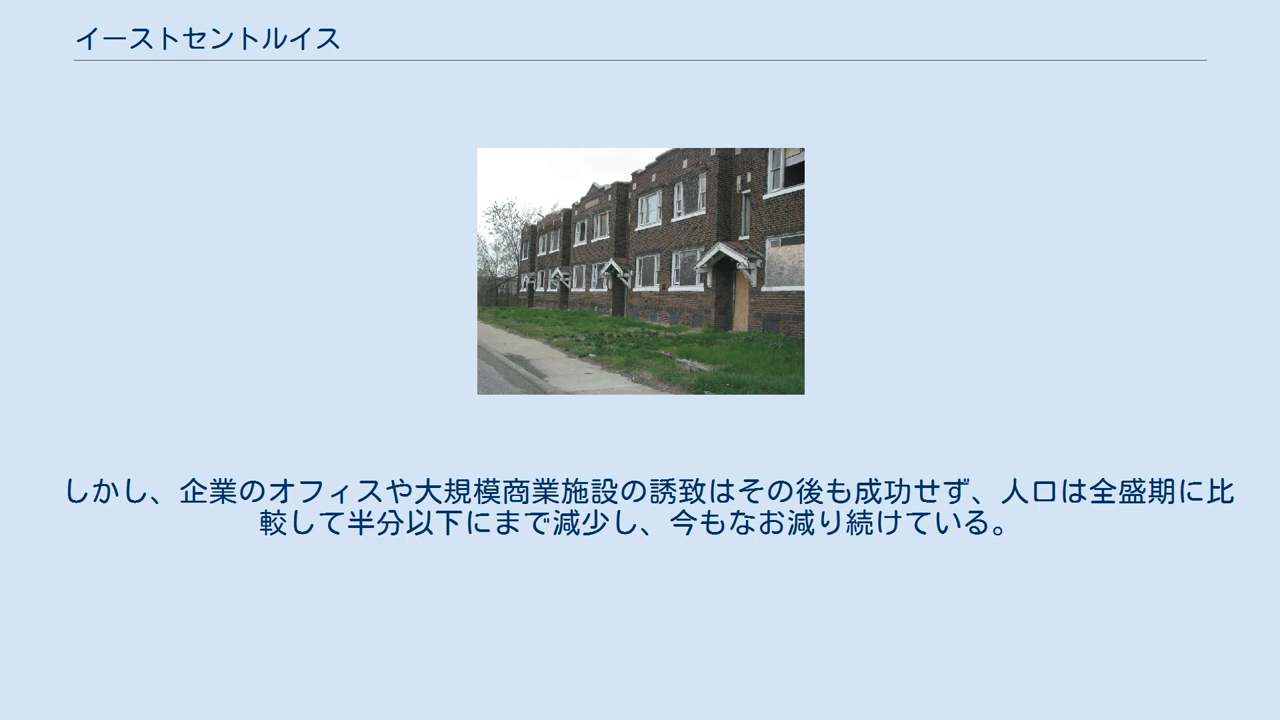 イーストセントルイス
しかし、企業のオフィスや大規模商業施設の誘致はその後も成功せず、人口は全盛期に比
較して半分以下にまで減少し、今もなお減り続けている。